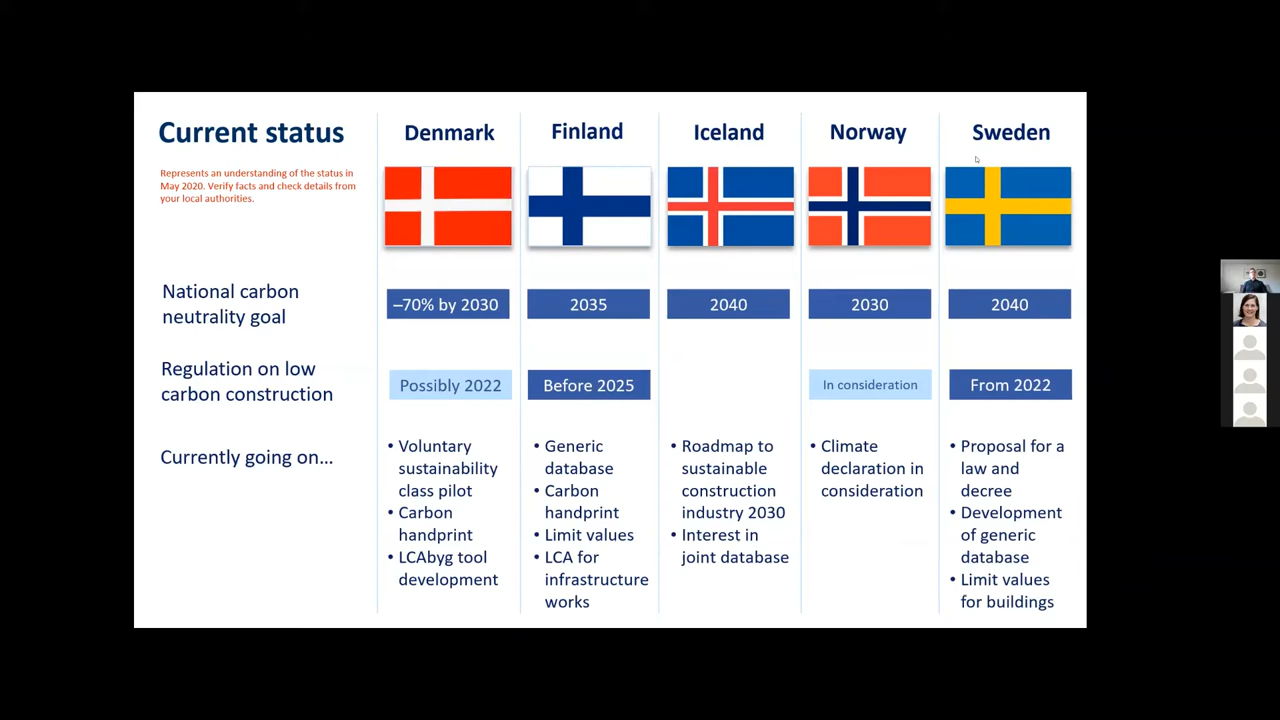 Current status
Represents an understanding of the status in
May 2020. Verify facts and check details from
your local authorities.
Denmark
Finland
Iceland
Norway
Sweden
National carbon
neutrality goal
–70% by 2030
2035
2040
2030
2040
Regulation on low
carbon construction
Possibly 2022
Before 2025
In consideration
From 2022
Currently going on...
• Voluntary
sustainability
class pilot
• Carbon
handprint
• LCAbyg tool
development
• Generic
database
• Carbon
handprint
• Limit values
• LCA for
infrastructure
works
• Roadmap to
sustainable
construction
industry 2030
• Interest in
joint database
• Climate
declaration in
consideration
• Proposal for a
law and
decree
• Development
of generic
database
• Limit values
for buildings